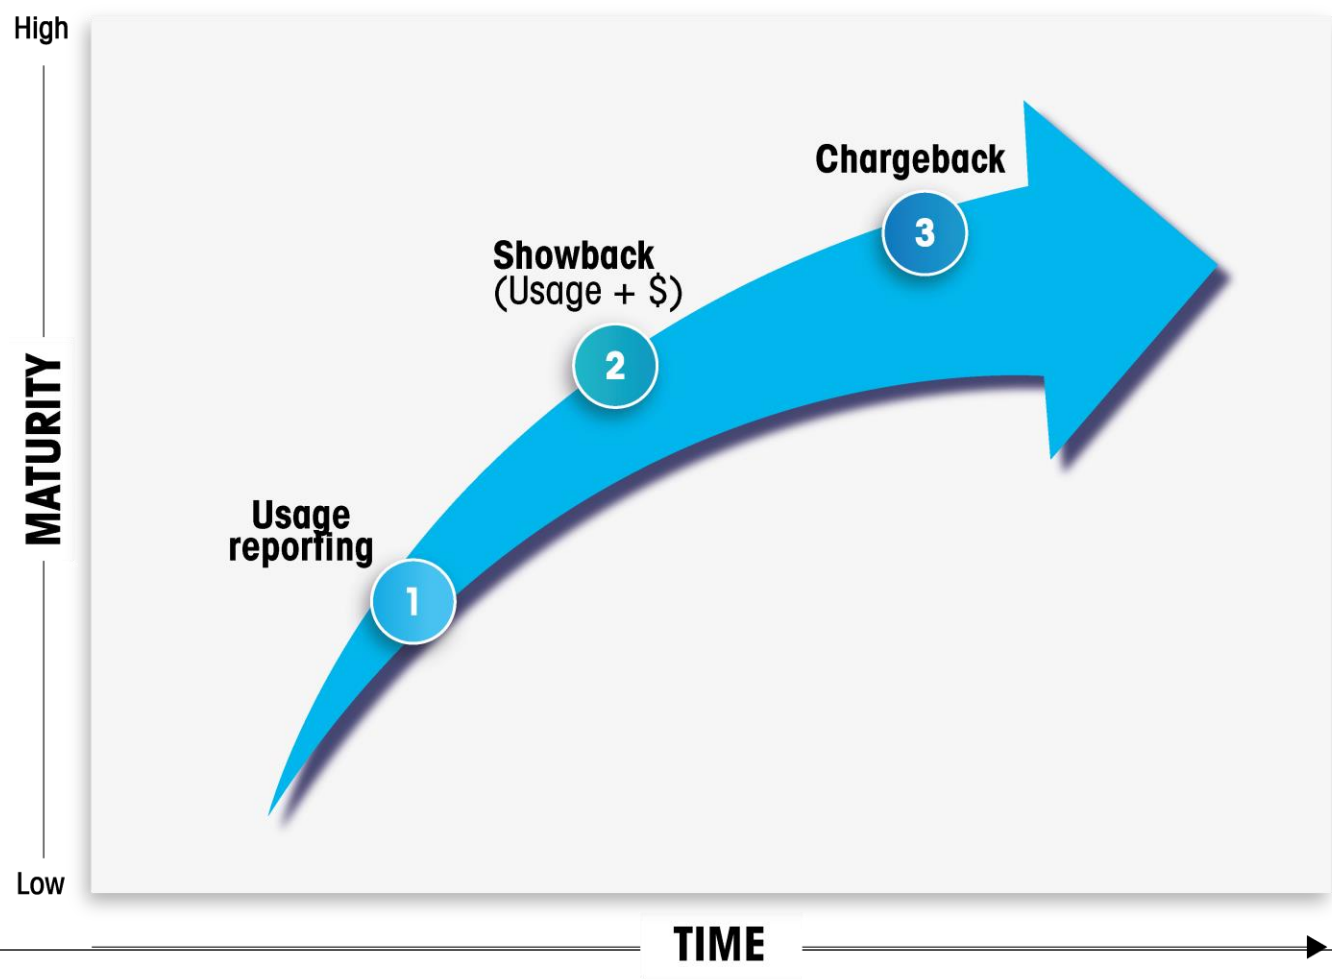 High
Chargeback
3
Showback
(Usage + $)
2
MATURITY
Usage
reporting
1
Low
TIME